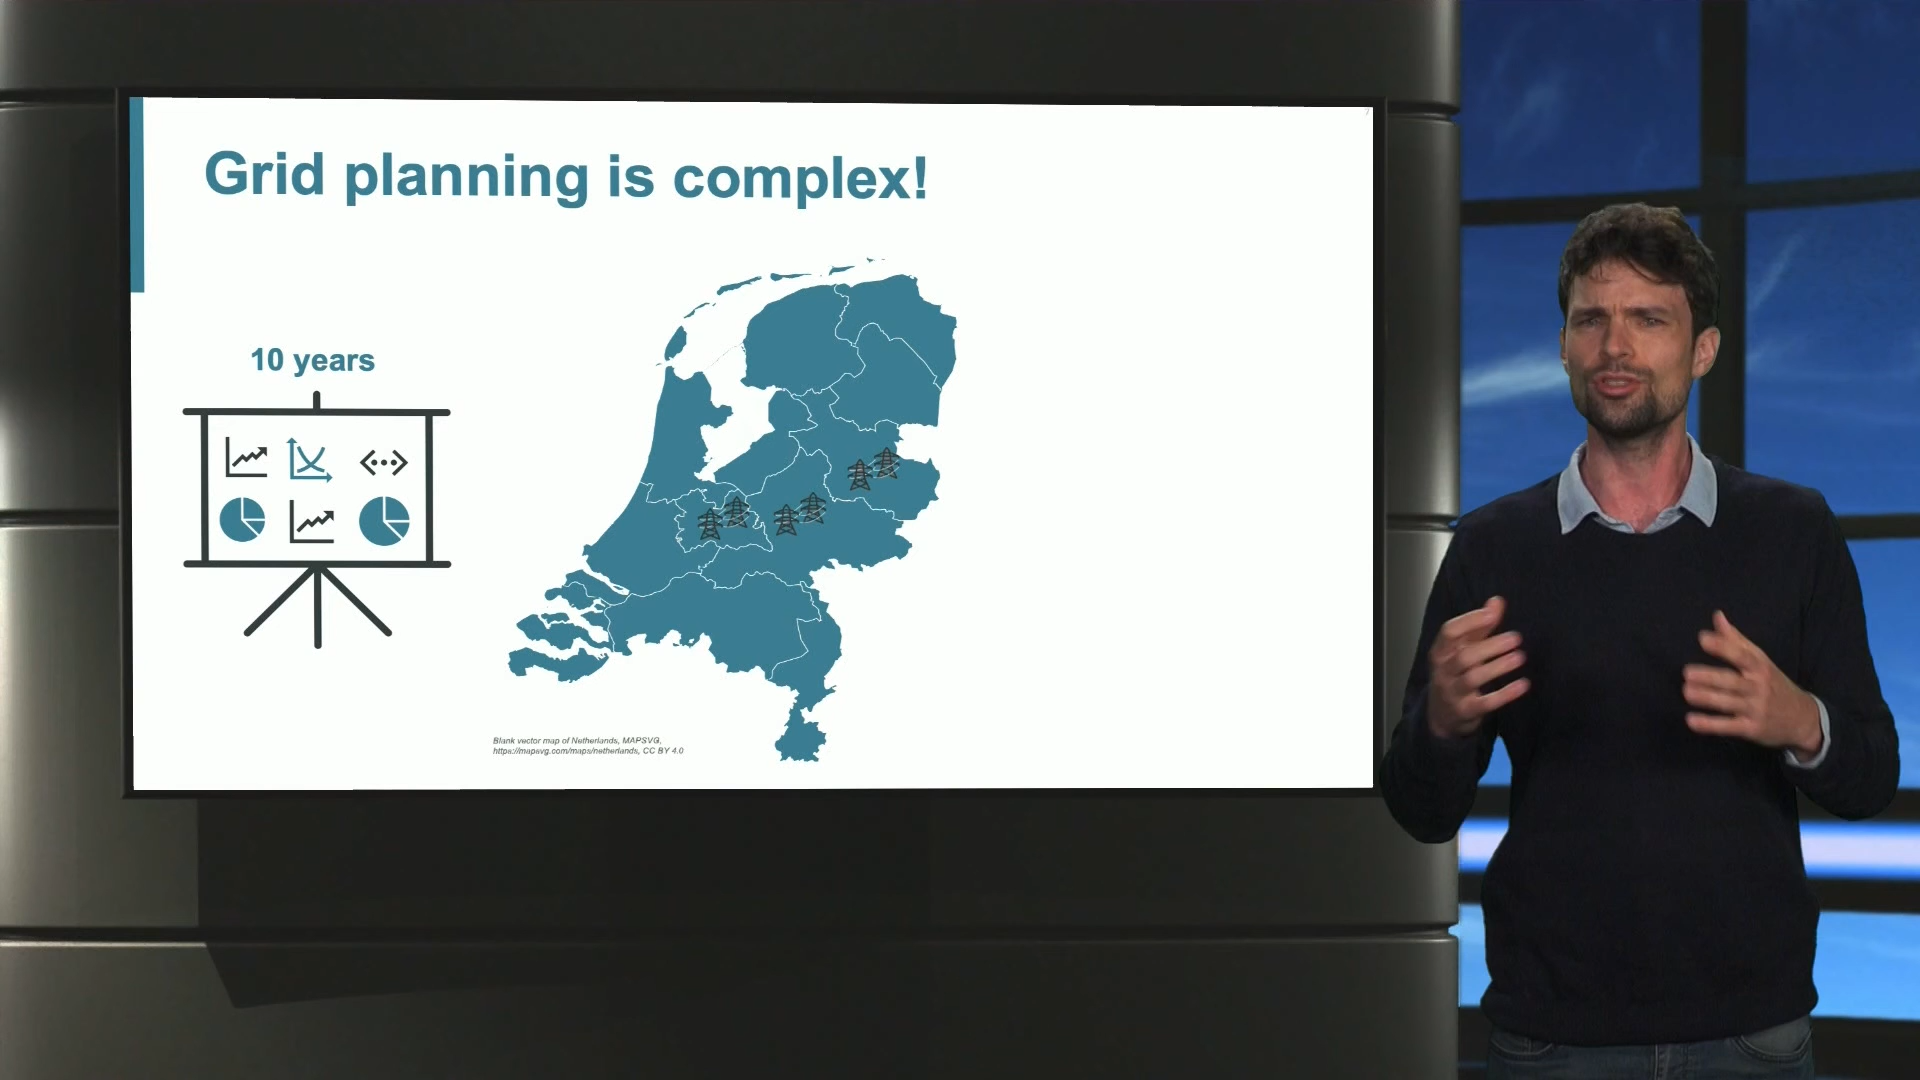 Grid planning is complex!
10 years
Blank vector map of Netherlands, MAPSVG,
https://mapsvg.com/maps/netherlands, CC BY 4.0